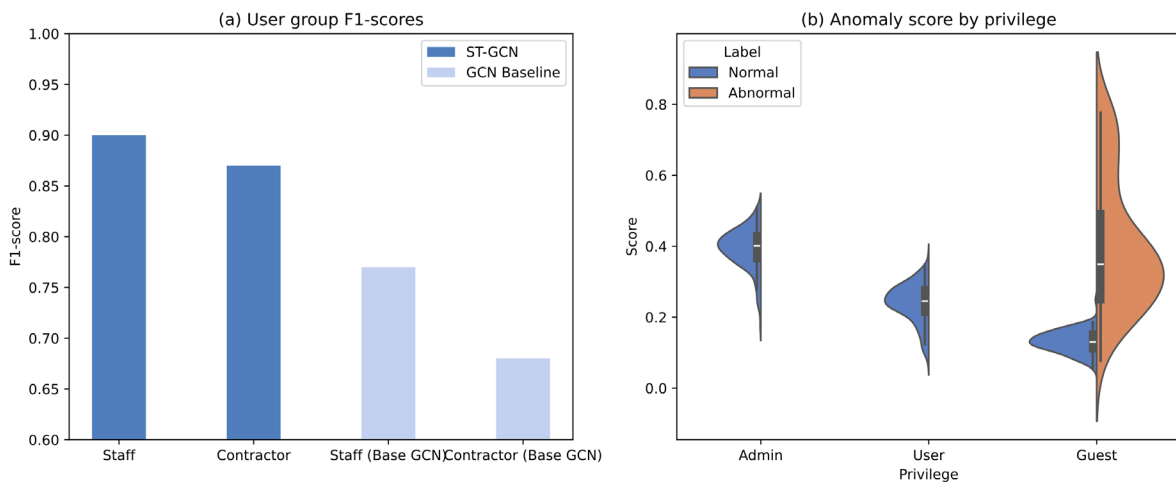 (a) User group F1-scores
F1-score
1.00
0.95
0.90
0.85
0.80
0.75
0.70
0.65
0.60
ST-GCN
GCN Baseline
Staff
Contractor
Staff (Base GCN)
Contractor (Base GCN)
(b) Anomaly score by privilege
Score
0.8
0.6
0.4
0.2
0.0
Label
Normal
Abnormal
Admin
User
Guest
Privilege